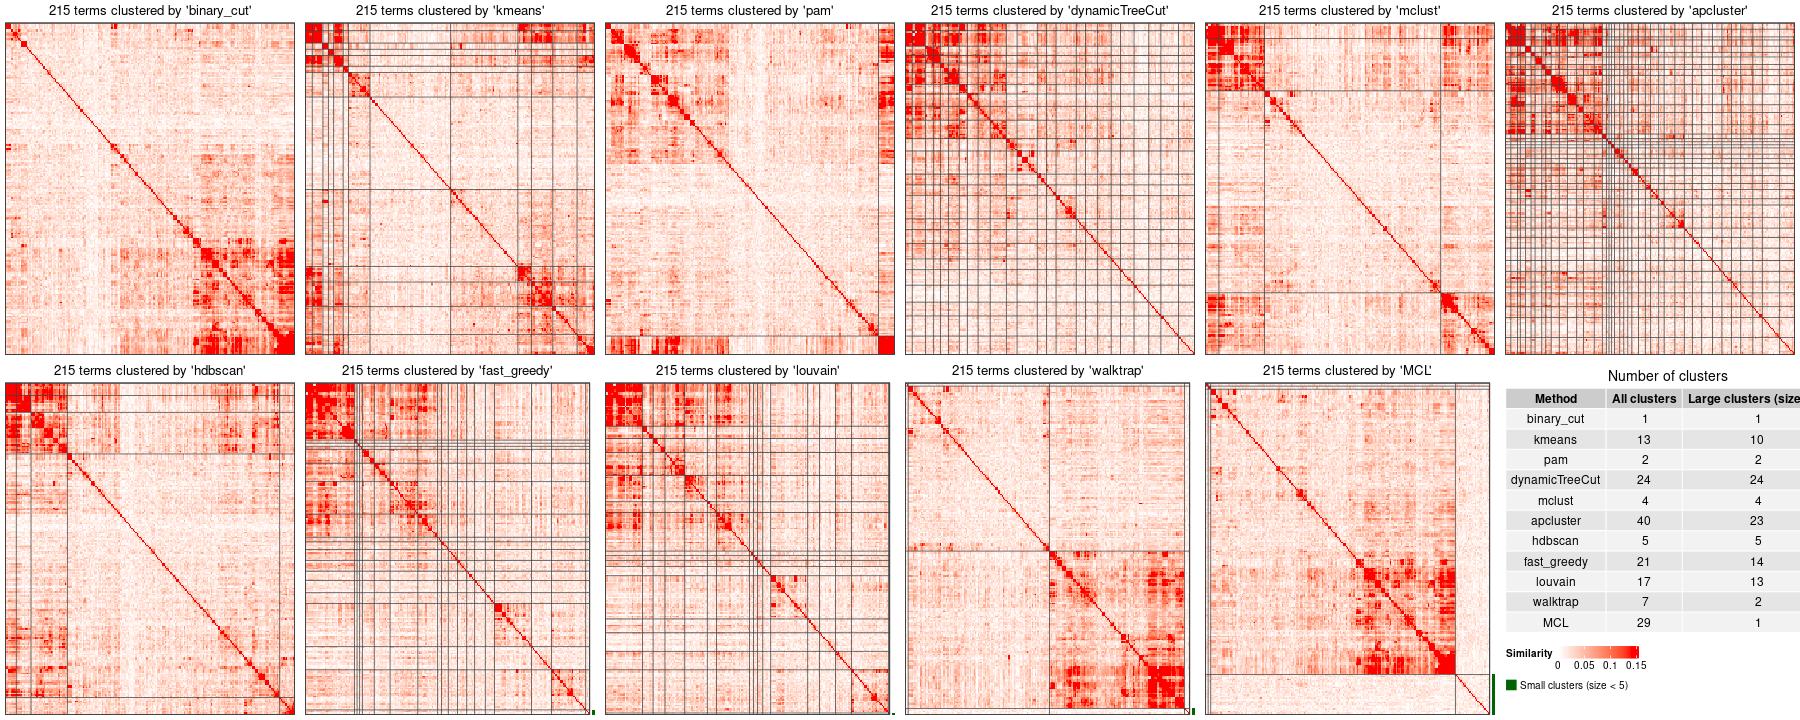 215 terms clustered by 'binary_cut'
215 terms clustered by 'kmeans'
215 terms clustered by 'pam'
215 terms clustered by 'dynamicTreeCut'
215 terms clustered by 'mclust'
215 terms clustered by 'apcluster'
215 terms clustered by 'hdbscan'
215 terms clustered by 'fast_greedy'
215 terms clustered by 'louvain'
215 terms clustered by 'walktrap'
215 terms clustered by 'MCL'
Number of clusters
Method All clusters Large clusters (size
binary_cut 1 1
kmeans 13 10
pam 2 2
dynamicTreeCut 24 24
mclust 4 4
apcluster 40 23
hdbscan 5 5
fast_greedy 21 14
louvain 17 13
walktrap 7 2
MCL 29 1
Similarity
0 0.05 0.1 0.15
Small clusters (size < 5)